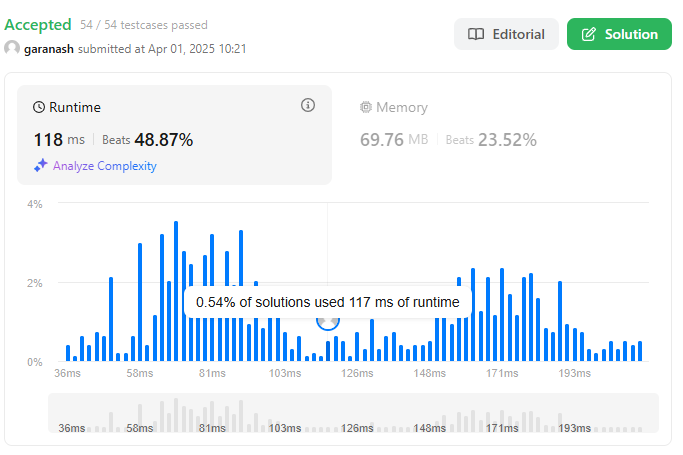 Accepted 54 / 54 testcases passed
garanash submitted at Apr 01, 2025 10:21
Editorial
Solution
Runtime
118 ms Beats 48.87%
Analyze Complexity
Memory
69.76 MB Beats 23.52%
4%
2%
0%
0.54% of solutions used 117 ms of runtime
36ms 58ms 81ms 103ms 126ms 148ms 171ms 193ms
36ms 58ms 81ms 103ms 126ms 148ms 171ms 193ms